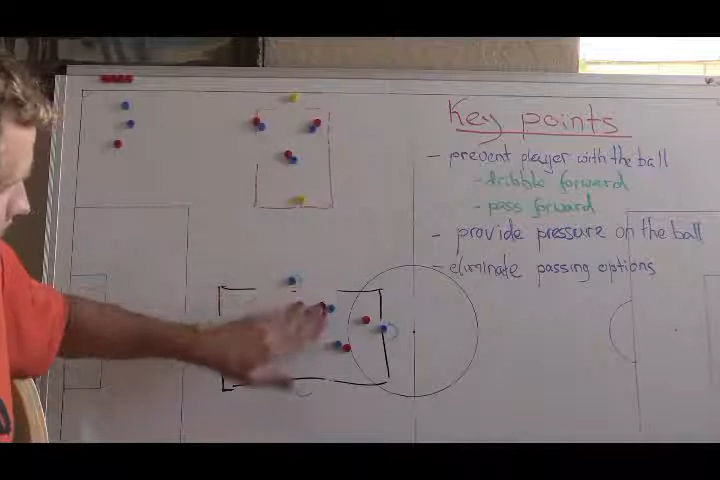 Key points
- prevent player with the ball
- dribble forward
- pass forward
- provide pressure on the ball
- eliminate passing options